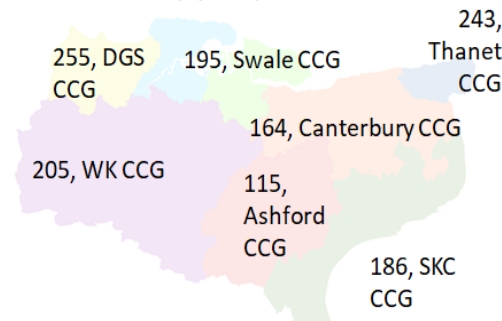 243,
Thanet
CCG
255, DGS
CCG
195, Swale CCG
164, Canterbury CCG
205, WK CCG
115,
Ashford
CCG
186, SKC
CCG